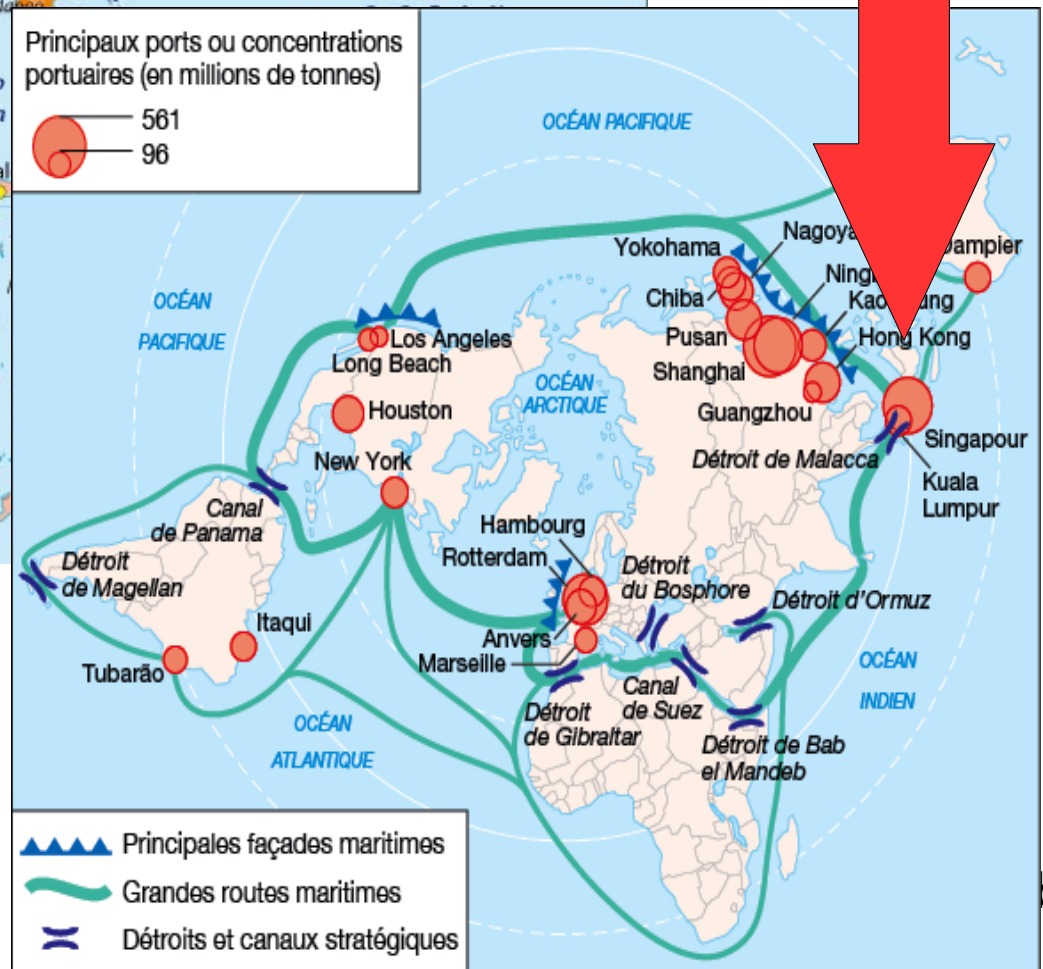 Principaux ports ou concentrations
portuaires (en millions de tonnes)
561
96
OCÉAN PACIFIQUE
OCÉAN
PACIFIQUE
OCÉAN
ARCTIQUE
Yokohama
Chiba
Pusan
Shanghai
Guangzhou
Hong Kong
Singapour
Kuala
Lumpur
Détroit de Malacca
Los Angeles
Long Beach
Houston
New York
Canal
de Panama
Détroit
de Magellan
Itaqui
Tubarão
Hambourg
Rotterdam
Anvers
Marseille
Détroit
du Bosphore
Détroit d'Ormuz
Canal
de Suez
Détroit
de Gibraltar
Détroit de Bab
el Mandeb
OCÉAN
INDIEN
OCÉAN
ATLANTIQUE
Principales façades maritimes
Grandes routes maritimes
Détroits et canaux stratégiques